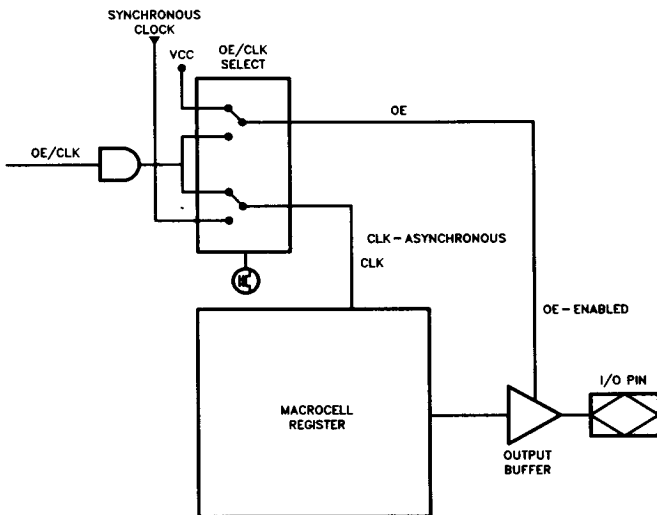 SYNCHRONOUS
CLOCK
VCC
OE/CLK
SELECT
OE
OE/CLK
CLK – ASYNCHRONOUS
CLK
OE – ENABLED
I/O PIN
MACROCELL
REGISTER
OUTPUT
BUFFER